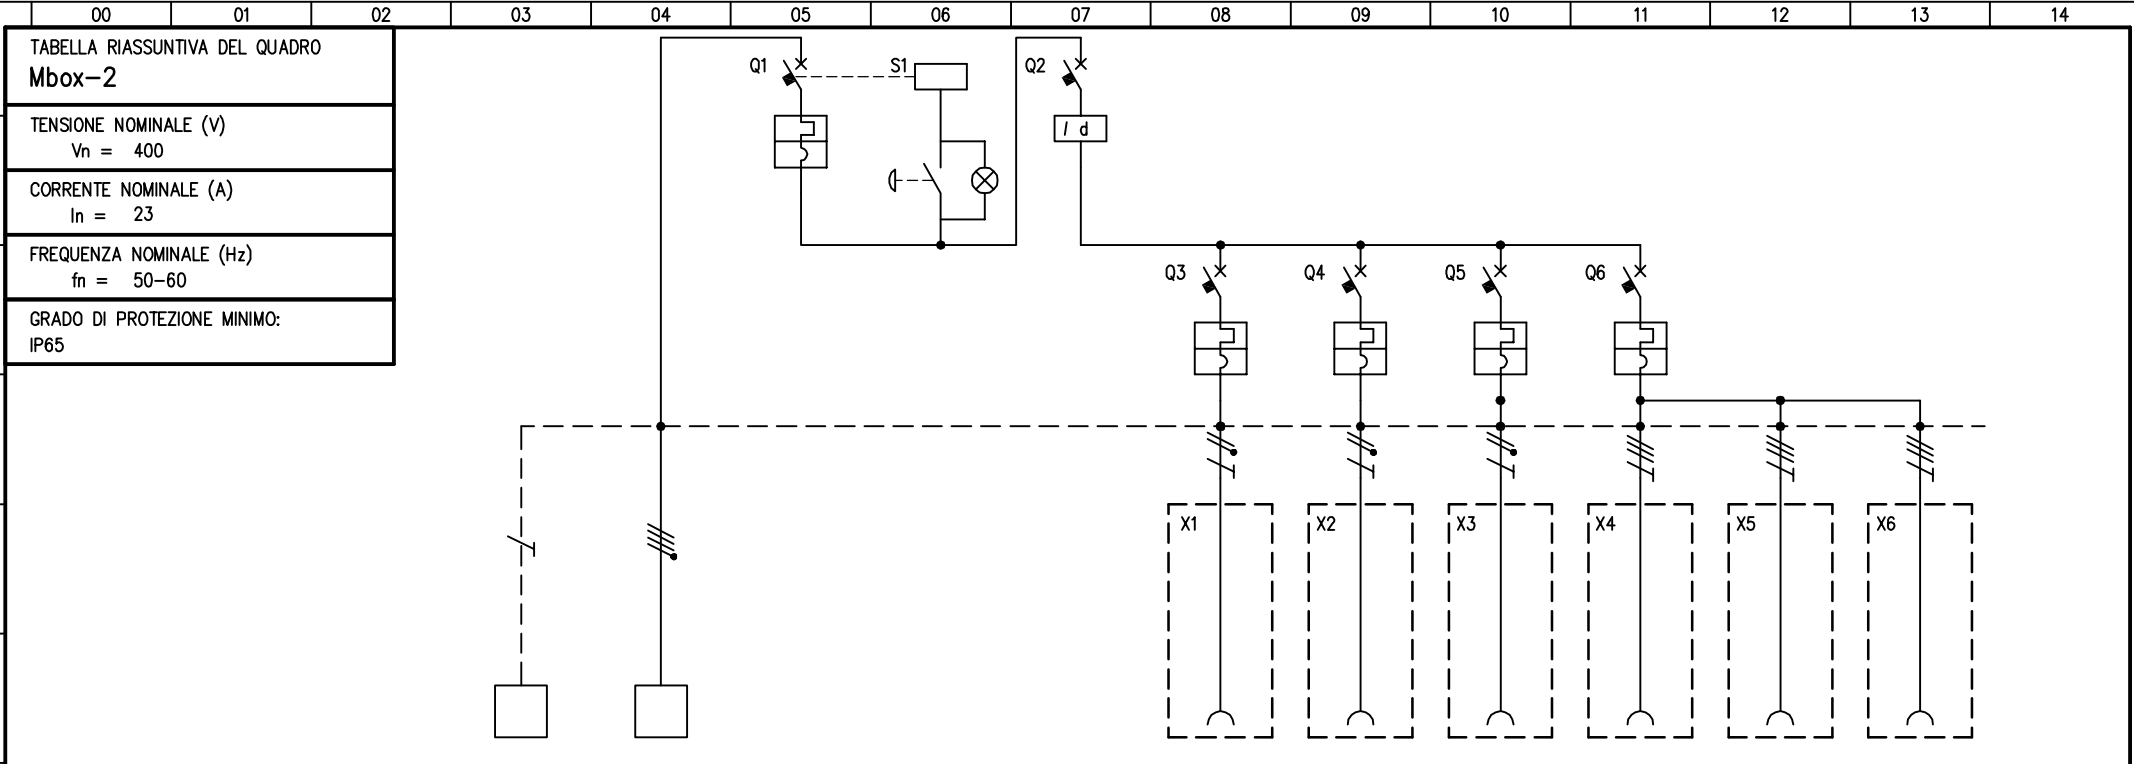 00 01 02 03 04 05 06 07 08 09 10 11 12 13 14
TABELLA RIASSUNTIVA DEL QUADRO
Mbox-2
TENSIONE NOMINALE (V)
Vn = 400
CORRENTE NOMINALE (A)
In = 23
FREQUENZA NOMINALE (Hz)
fn = 50-60
GRADO DI PROTEZIONE MINIMO:
IP65
Q1 S1 Q2
I d
Q3 Q4 Q5 Q6
X1 X2 X3 X4 X5 X6